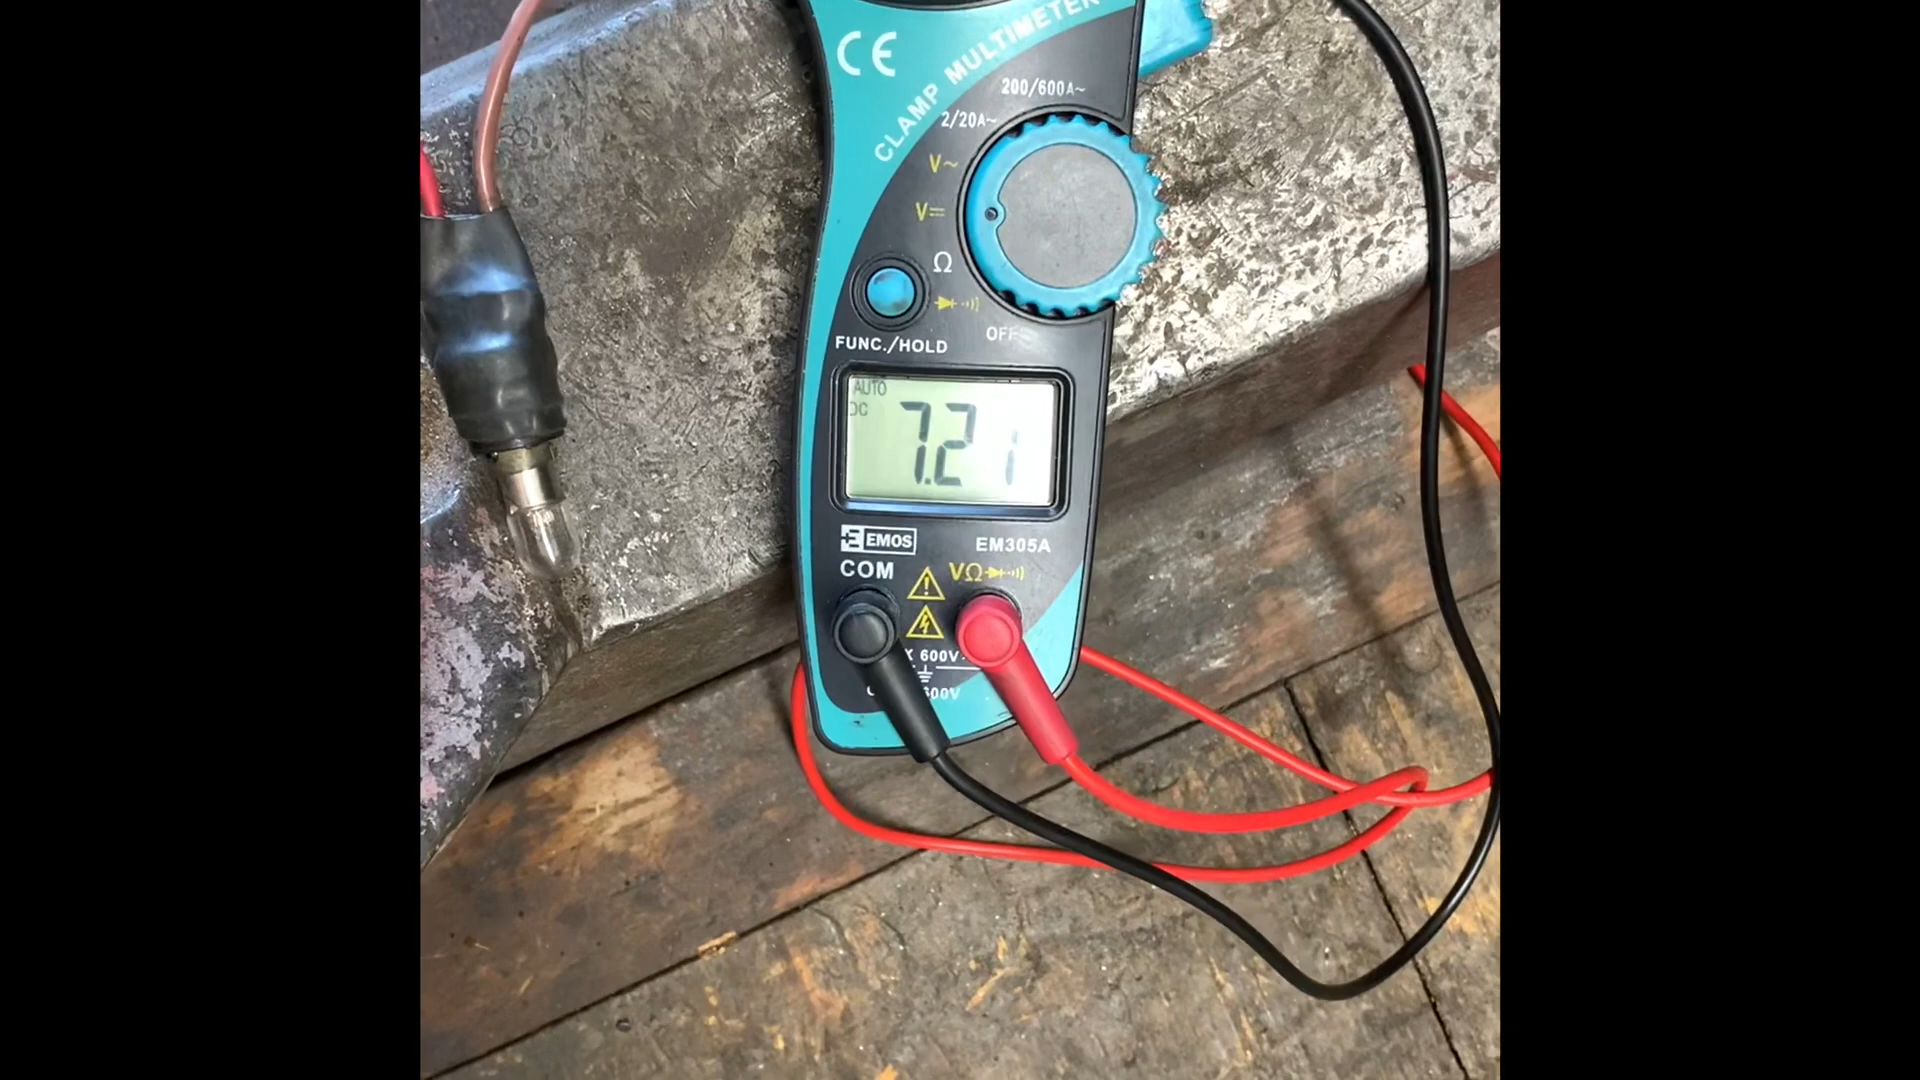 CE
CLAMP MULTIMETER
200/600A~
2/20A~
V~
V⎓
Ω
OFF
FUNC./HOLD
AUTO
DC
7.21
EMOS
EM305A
COM
VΩ
600V
600V